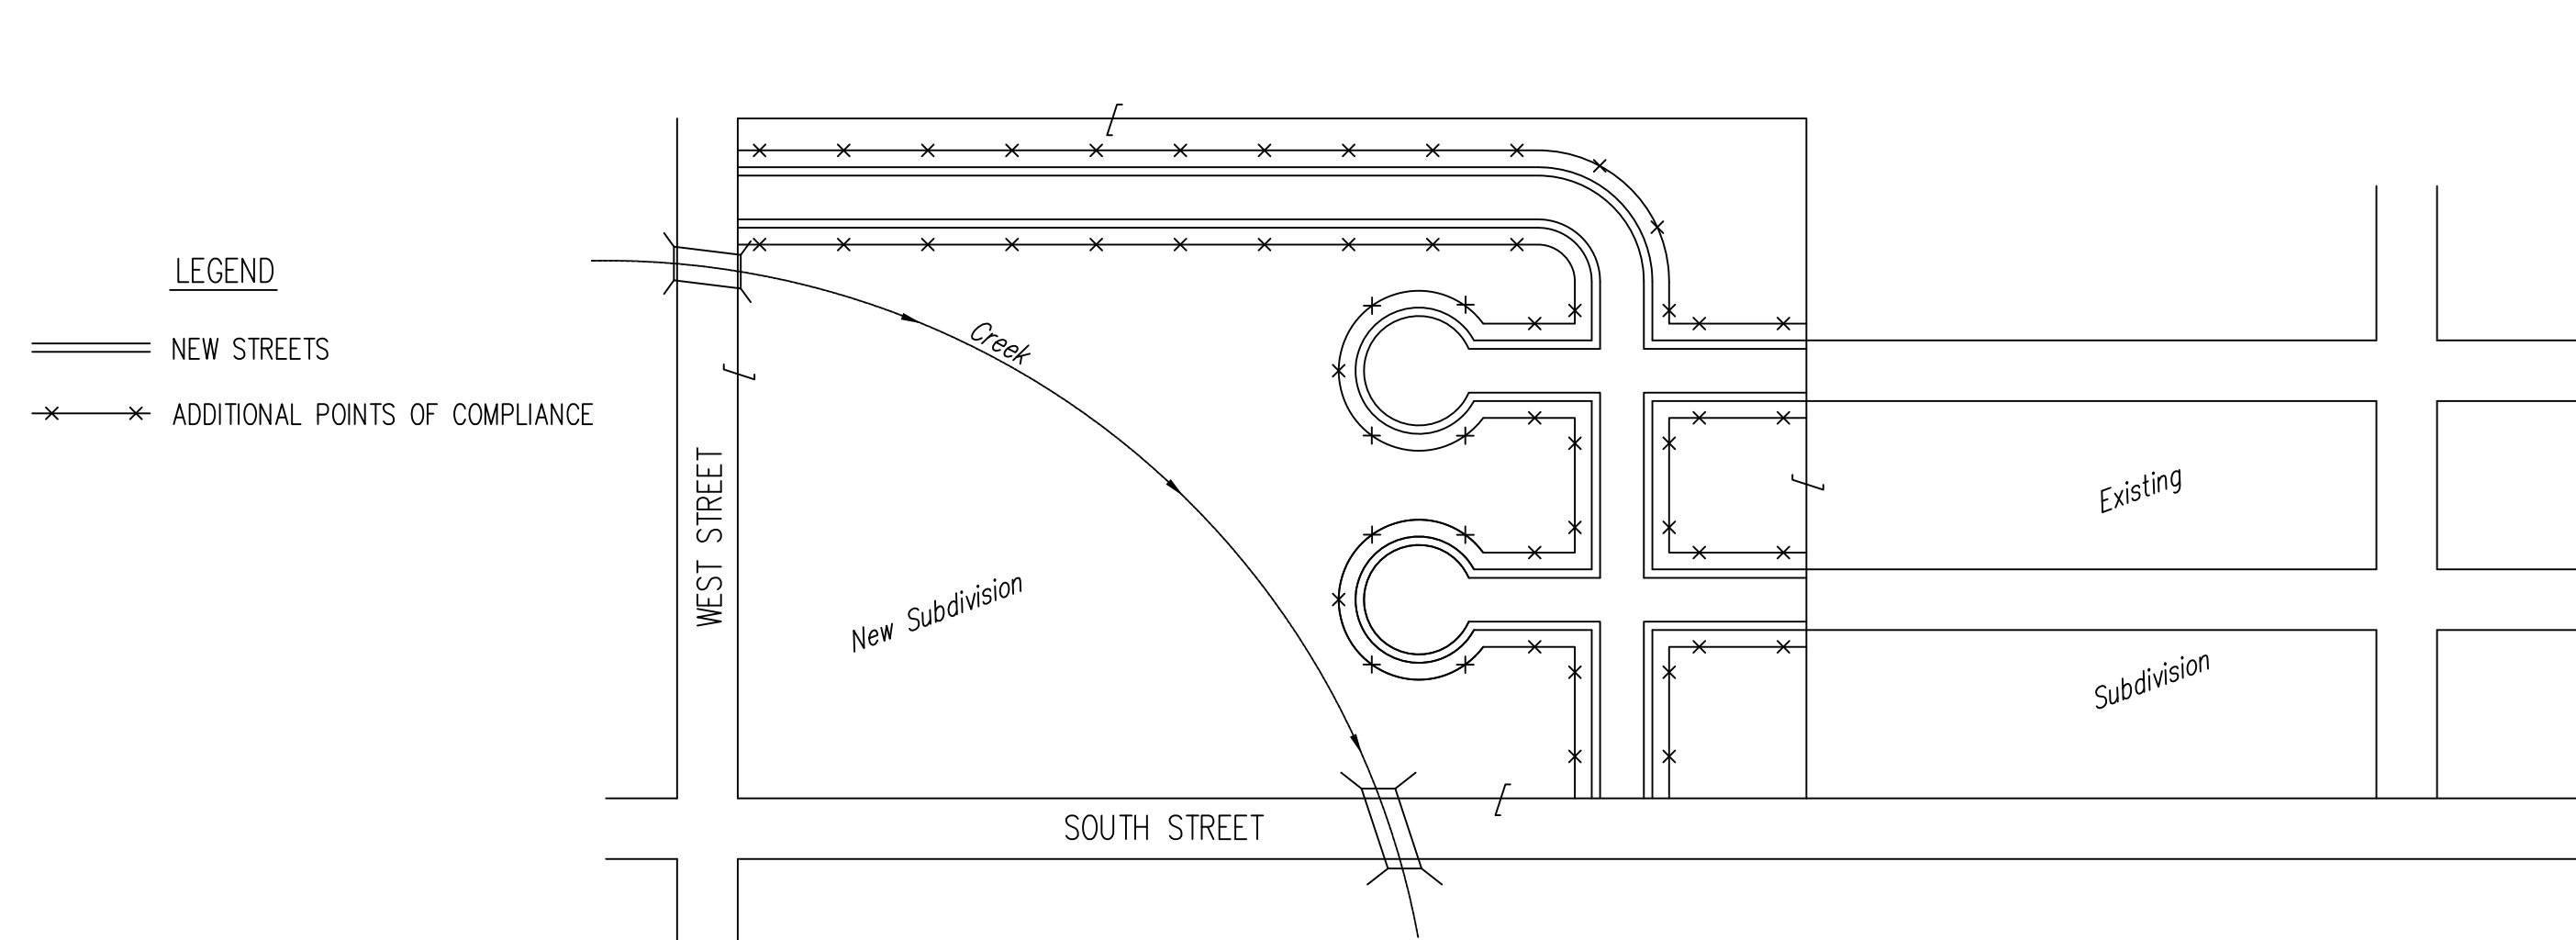 LEGEND
NEW STREETS
ADDITIONAL POINTS OF COMPLIANCE
Creek
WEST STREET
New Subdivision
SOUTH STREET
Existing
Subdivision